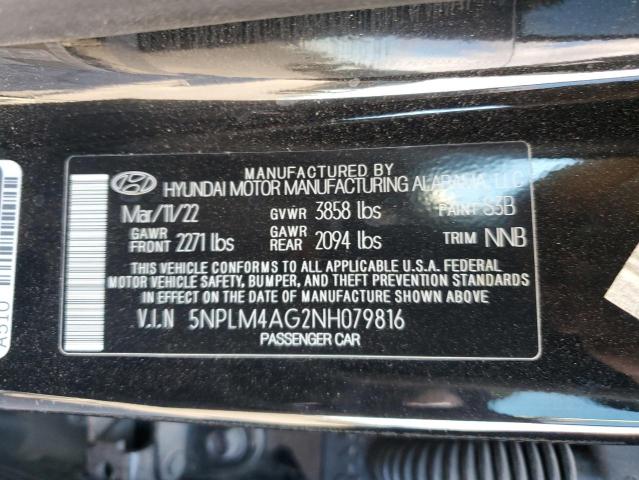 MANUFACTURED BY
HYUNDAI MOTOR MANUFACTURING ALABAMA, LLC
Mar/11/22 GVWR 3858 lbs PAINT S3B
GAWR FRONT 2271 lbs GAWR REAR 2094 lbs TRIM NNB
THIS VEHICLE CONFORMS TO ALL APPLICABLE U.S.A. FEDERAL
MOTOR VEHICLE SAFETY, BUMPER, AND THEFT PREVENTION STANDARDS
IN EFFECT ON THE DATE OF MANUFACTURE SHOWN ABOVE.
V.I.N 5NPLM4AG2NH079816
PASSENGER CAR
A510